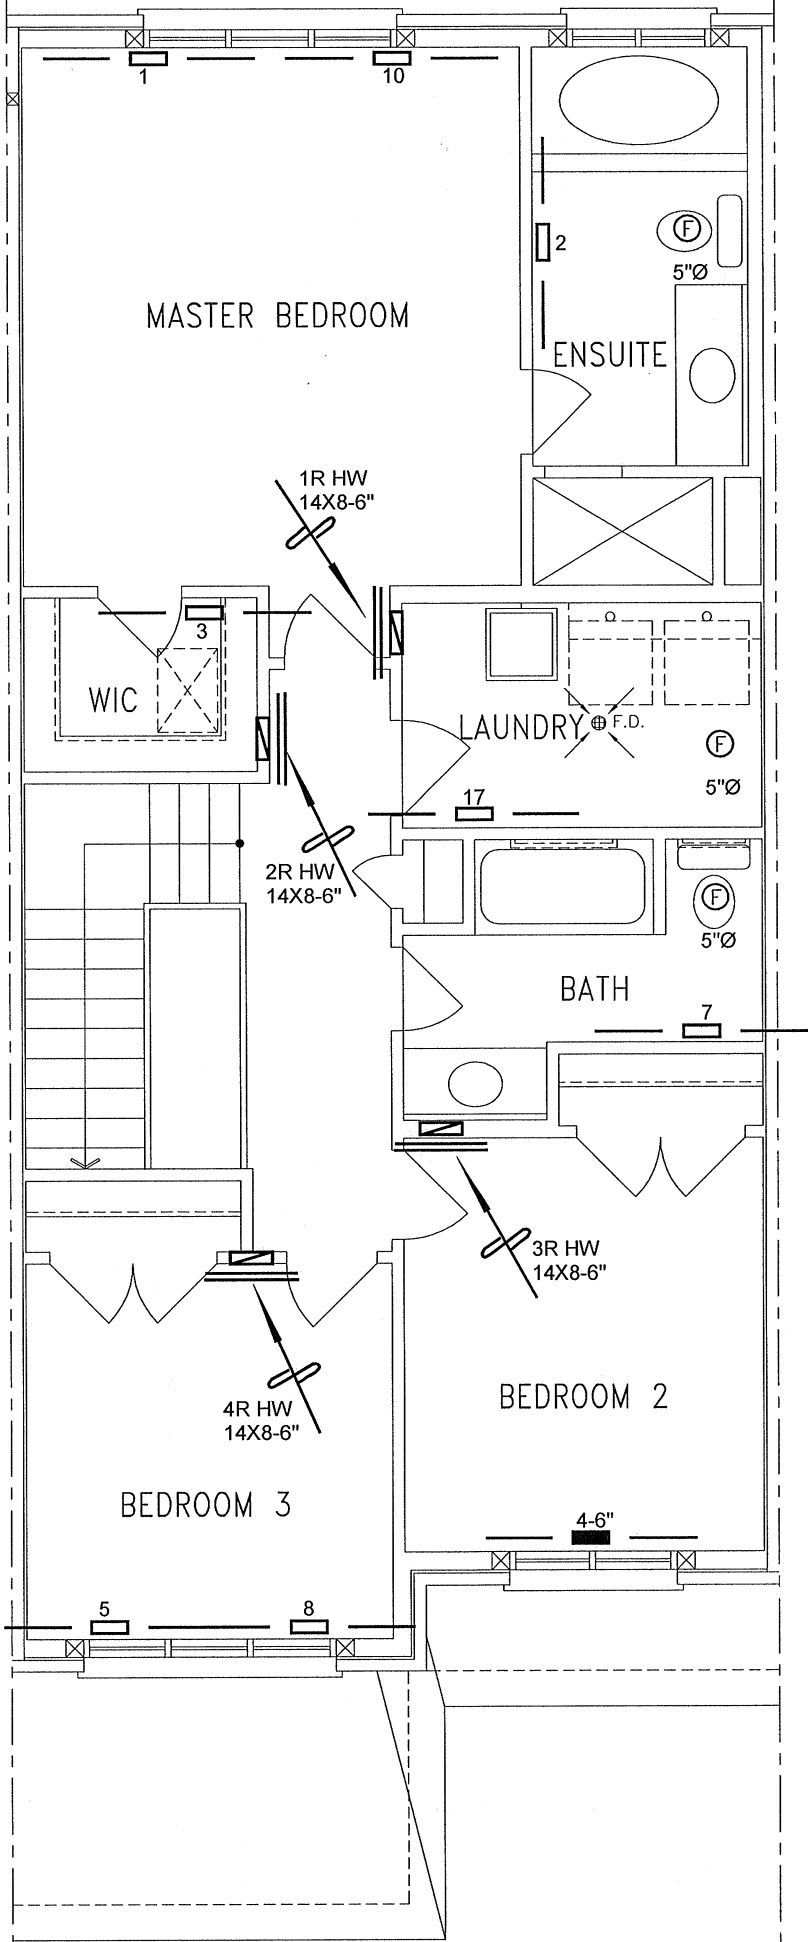 1
10
2
F
5"Ø
MASTER BEDROOM
ENSUITE
1R HW
14X8-6"
3
WIC
LAUNDRY
F.D.
F
5"Ø
17
2R HW
14X8-6"
F
5"Ø
BATH
7
3R HW
14X8-6"
4R HW
14X8-6"
BEDROOM 2
BEDROOM 3
4-6"
5
8